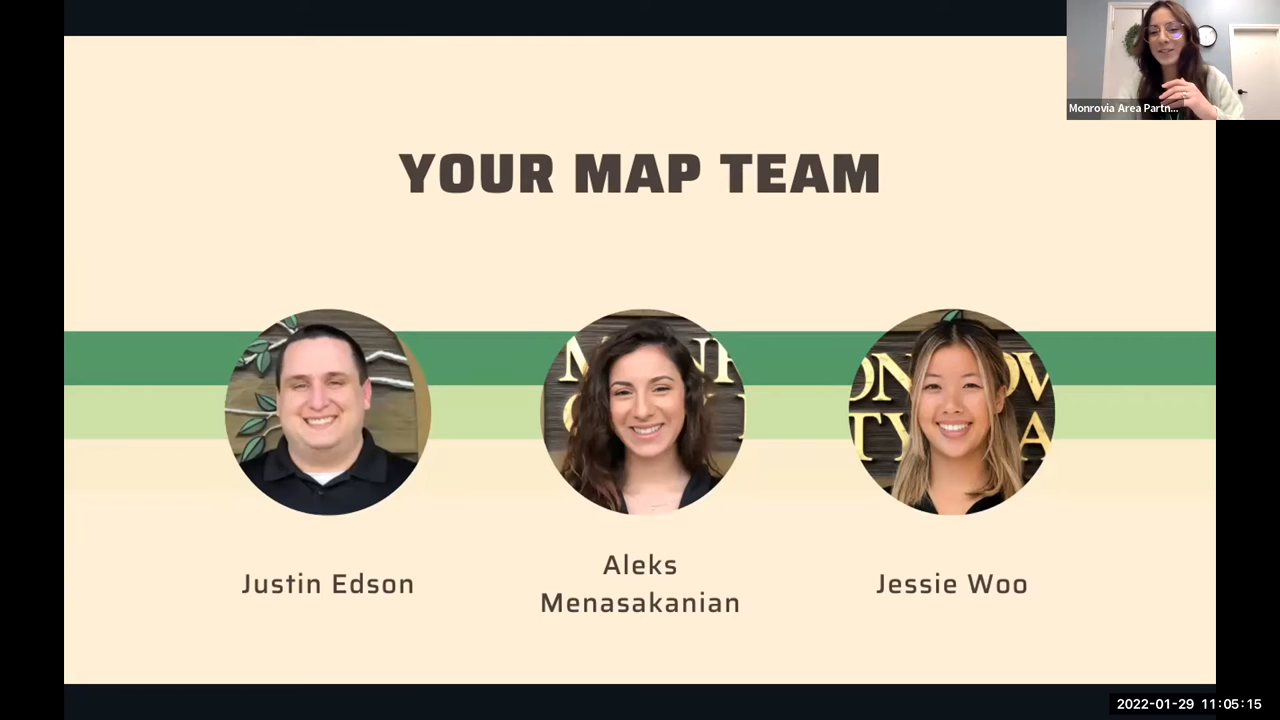 Monrovia Area Partn...
YOUR MAP TEAM
Justin Edson
Aleks
Menasakanian
Jessie Woo
2022-01-29 11:05:15